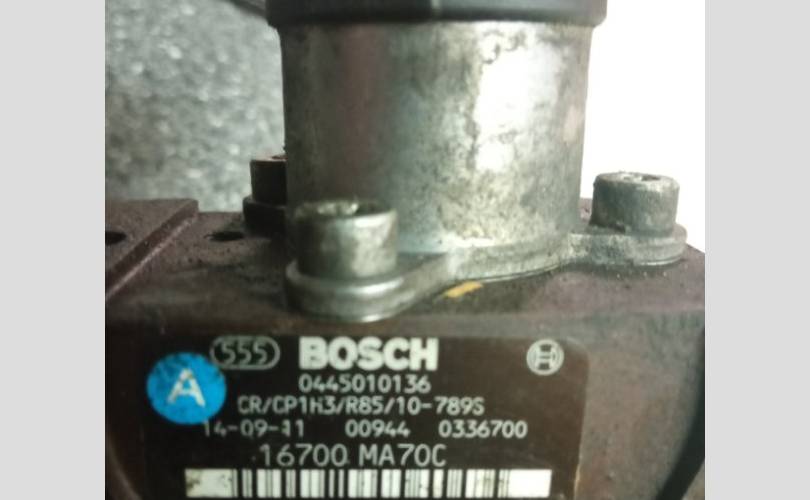 555 BOSCH
A
0445010136
CR/CP1H3/R85/10-789S
14-09-11 00944 0336700
16700 MA70C